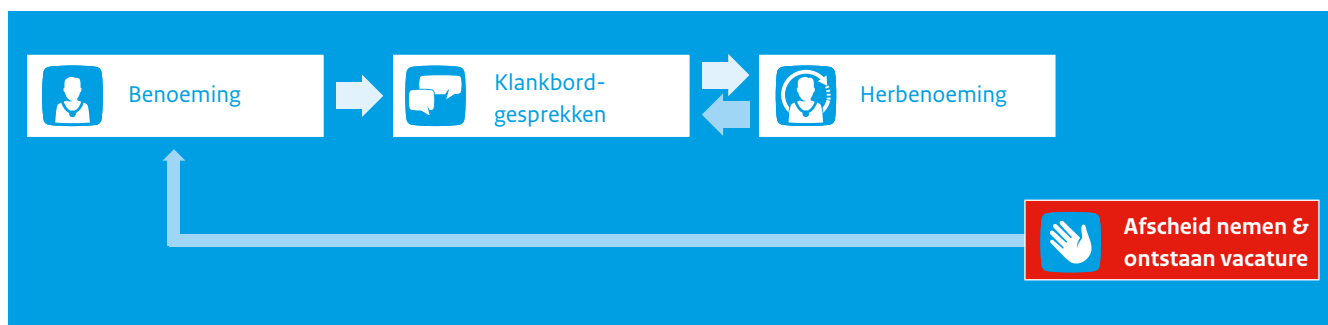 Benoeming
Klankbord-
gesprekken
Herbenoeming
Afscheid nemen &
ontstaan vacature